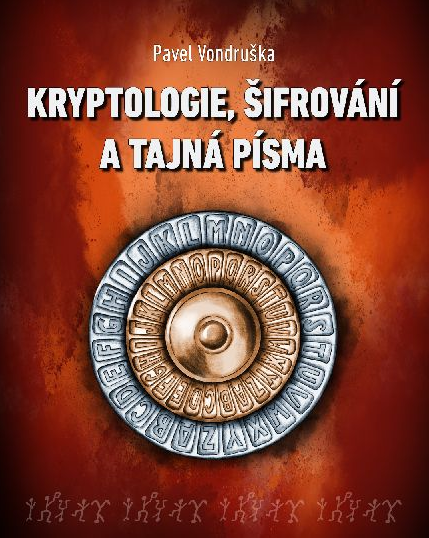 Pavel Vondruška
KRYPTOLOGIE, ŠIFROVÁNÍ
A TAJNÁ PÍSMA